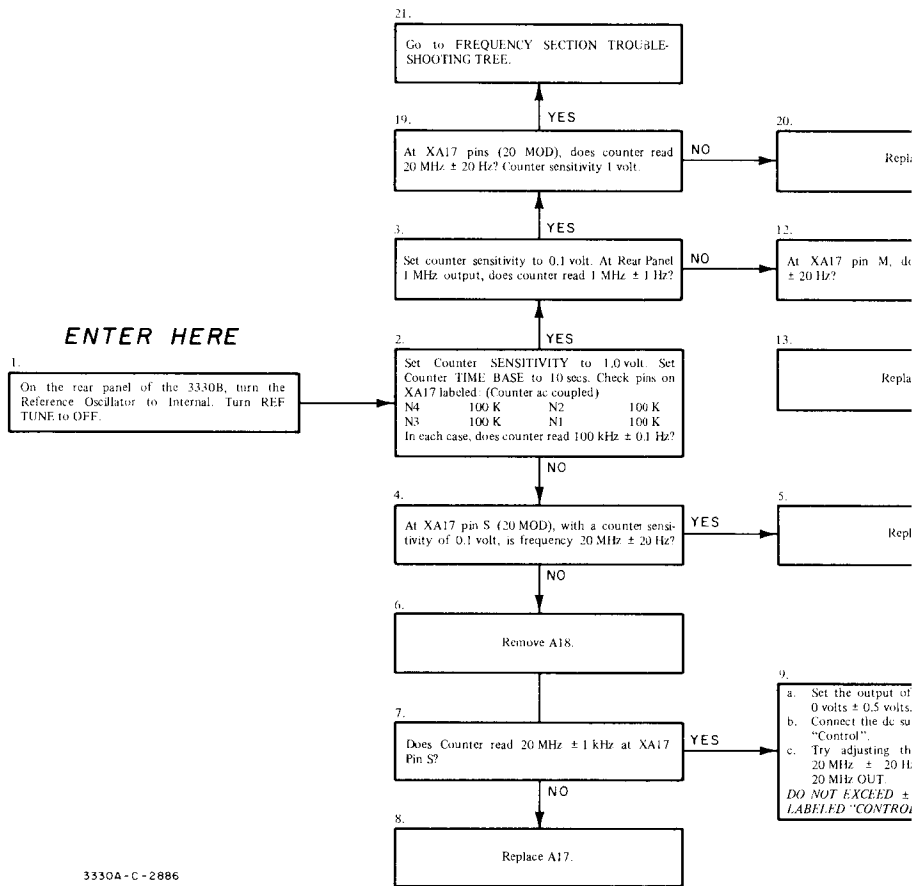 21.
Go to FREQUENCY SECTION TROUBLE-
SHOOTING TREE.
YES
19.
At XA17 pins (20 MOD), does counter read
20 MHz ± 20 Hz? Counter sensitivity 1 volt.
NO
20.
YES
3.
Set counter sensitivity to 0.1 volt. At Rear Panel
1 MHz output, does counter read 1 MHz ± 1 Hz?
NO
12.
At XA17 pin M,
± 20 Hz?
YES
ENTER HERE
1.
On the rear panel of the 3330B, turn the
Reference Oscillator to Internal. Turn REF
TUNE to OFF.
2.
Set Counter SENSITIVITY to 1.0 volt. Set
Counter TIME BASE to 10 secs. Check pins on
XA17 labeled: (Counter ac coupled)
N4 100 K N2 100 K
N3 100 K N1 100 K
In each case, does counter read 100 kHz ± 0.1 Hz?
13.
NO
4.
At XA17 pin S (20 MOD), with a counter sensi-
tivity of 0.1 volt, is frequency 20 MHz ± 20 Hz?
YES
5.
NO
6.
Remove A18.
7.
Does Counter read 20 MHz ± 1 kHz at XA17
Pin S?
YES
9.
a. Set the output of
0 volts ± 0.5 volts.
b. Connect the dc
"Control".
c. Try adjusting
20 MHz ± 20
20 MHz OUT.
DO NOT EXCEED ±
LABELED "CONTROL
NO
8.
Replace A17.
3330A-C-2886